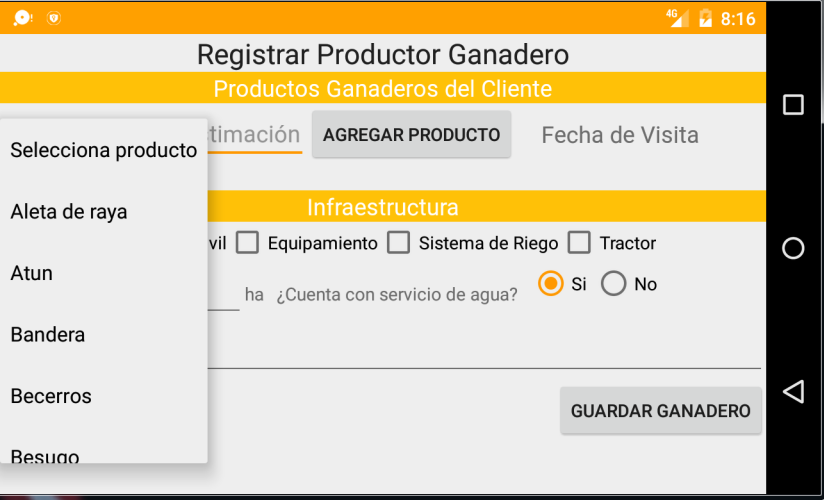 4G 8:16
Registrar Productor Ganadero
Productos Ganaderos del Cliente
timación AGREGAR PRODUCTO Fecha de Visita
Selecciona producto
Aleta de raya
Atun
Bandera
Becerros
Besugo
Infraestructura
vil Equipamiento Sistema de Riego Tractor
ha ¿Cuenta con servicio de agua? Si No
GUARDAR GANADERO